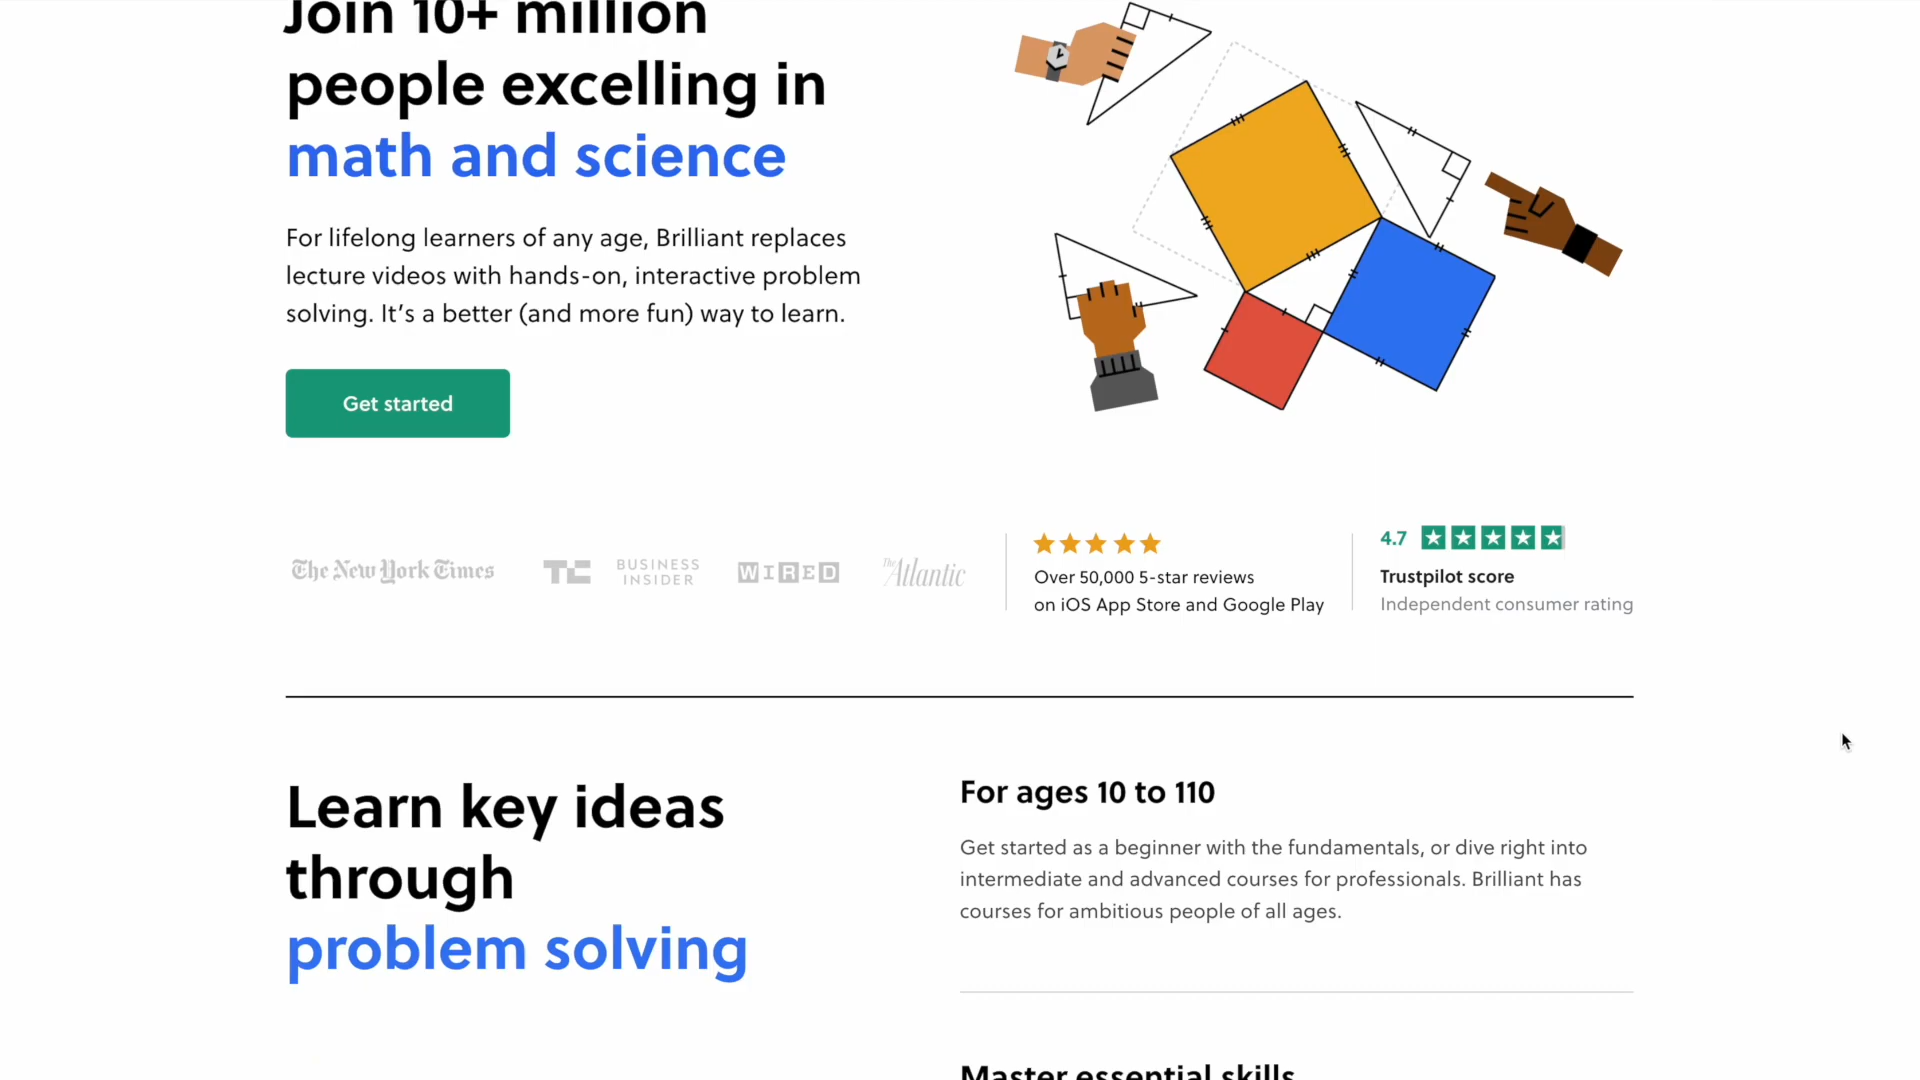 Join 10+ million
people excelling in
math and science
For lifelong learners of any age, Brilliant replaces
lecture videos with hands-on, interactive problem
solving. It’s a better (and more fun) way to learn.
Get started
The New York Times
TC
BUSINESS
INSIDER
WIRED
The Atlantic
Over 50,000 5-star reviews
on iOS App Store and Google Play
4.7
Trustpilot score
Independent consumer rating
Learn key ideas
through
problem solving
For ages 10 to 110
Get started as a beginner with the fundamentals, or dive right into
intermediate and advanced courses for professionals. Brilliant has
courses for ambitious people of all ages.
Master essential skills